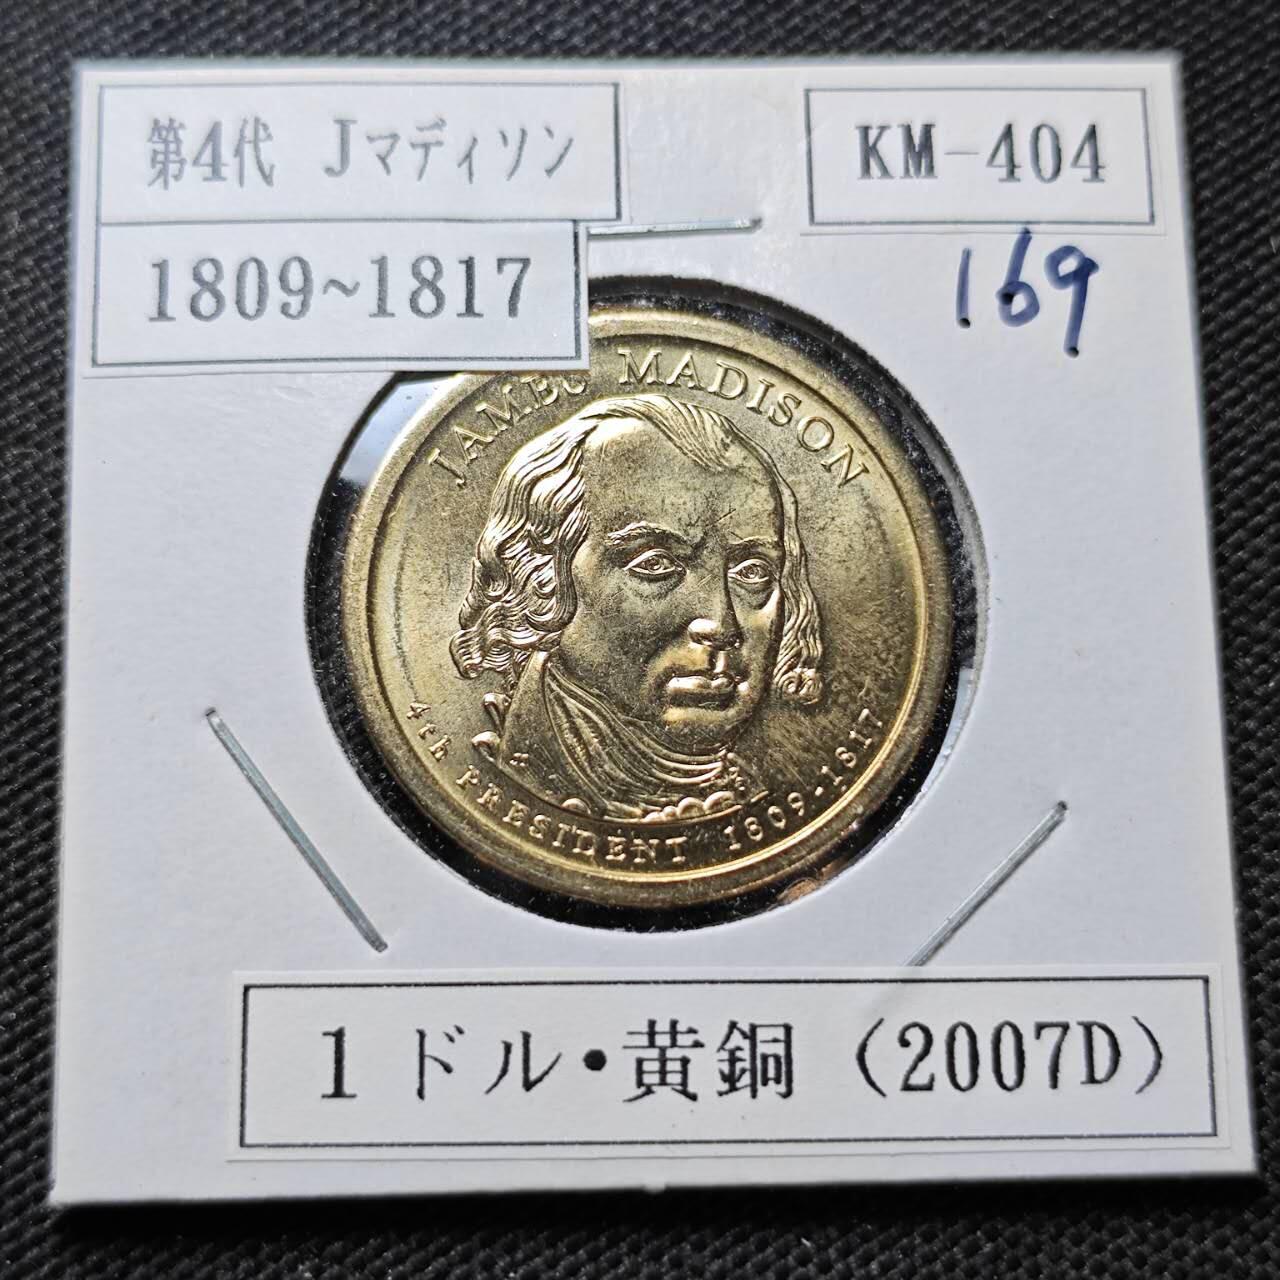 第4代 Jマディソン
KM-404
1809~1817
169
JAMES MADISON
4th PRESIDENT 1809-1817
1ドル・黄銅（2007D）